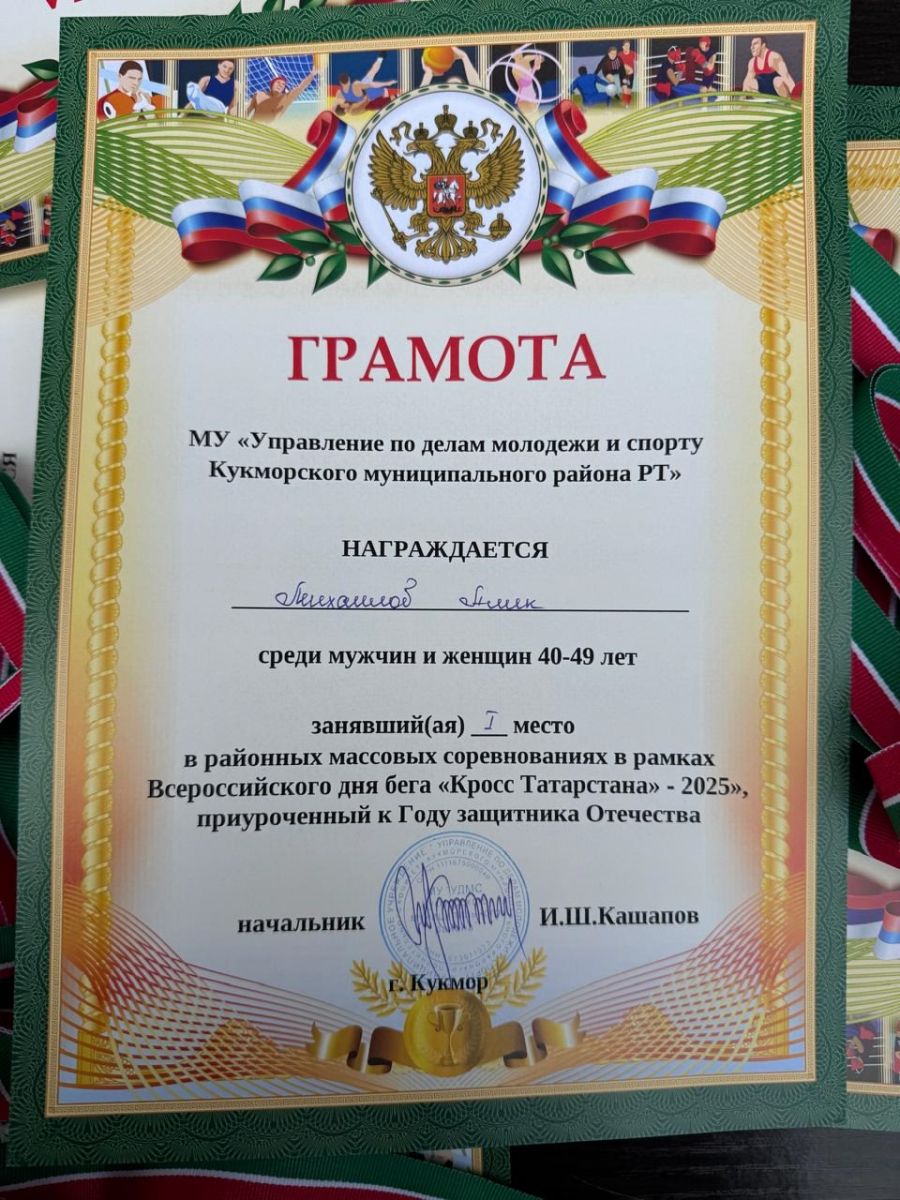 ГРАМОТА
МУ «Управление по делам молодежи и спорту
Кукморского муниципального района РТ»
НАГРАЖДАЕТСЯ
Михайлов
среди мужчин и женщин 40-49 лет
занявший(ая) I место
в районных массовых соревнованиях в рамках
Всероссийского дня бега «Кросс Татарстана» - 2025»,
приуроченный к Году защитника Отечества
начальник И.Ш.Кашапов
г. Кукмор